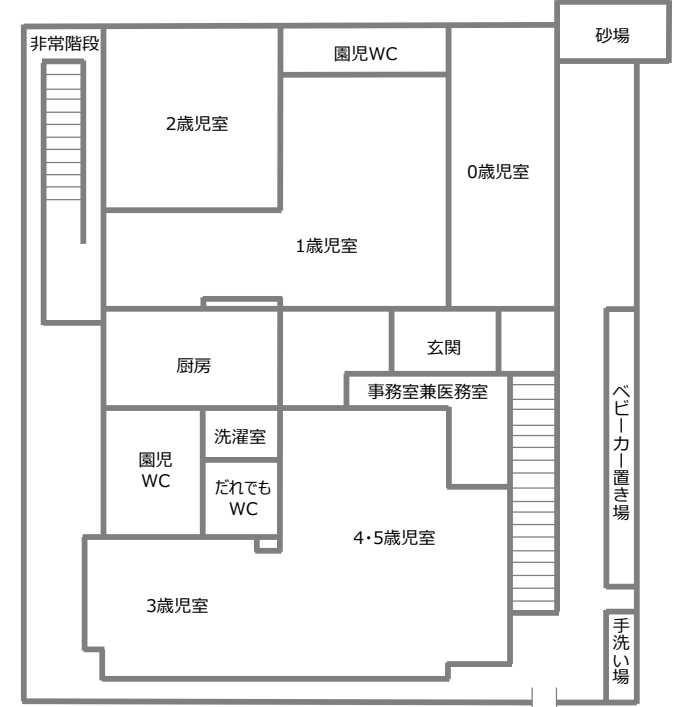 砂場
非常階段
園児WC
2歳児室
0歳児室
1歳児室
玄関
厨房
事務室兼医務室
ベビーカー置き場
洗濯室
園児
WC
だれでも
WC
4・5歳児室
3歳児室
手洗い場